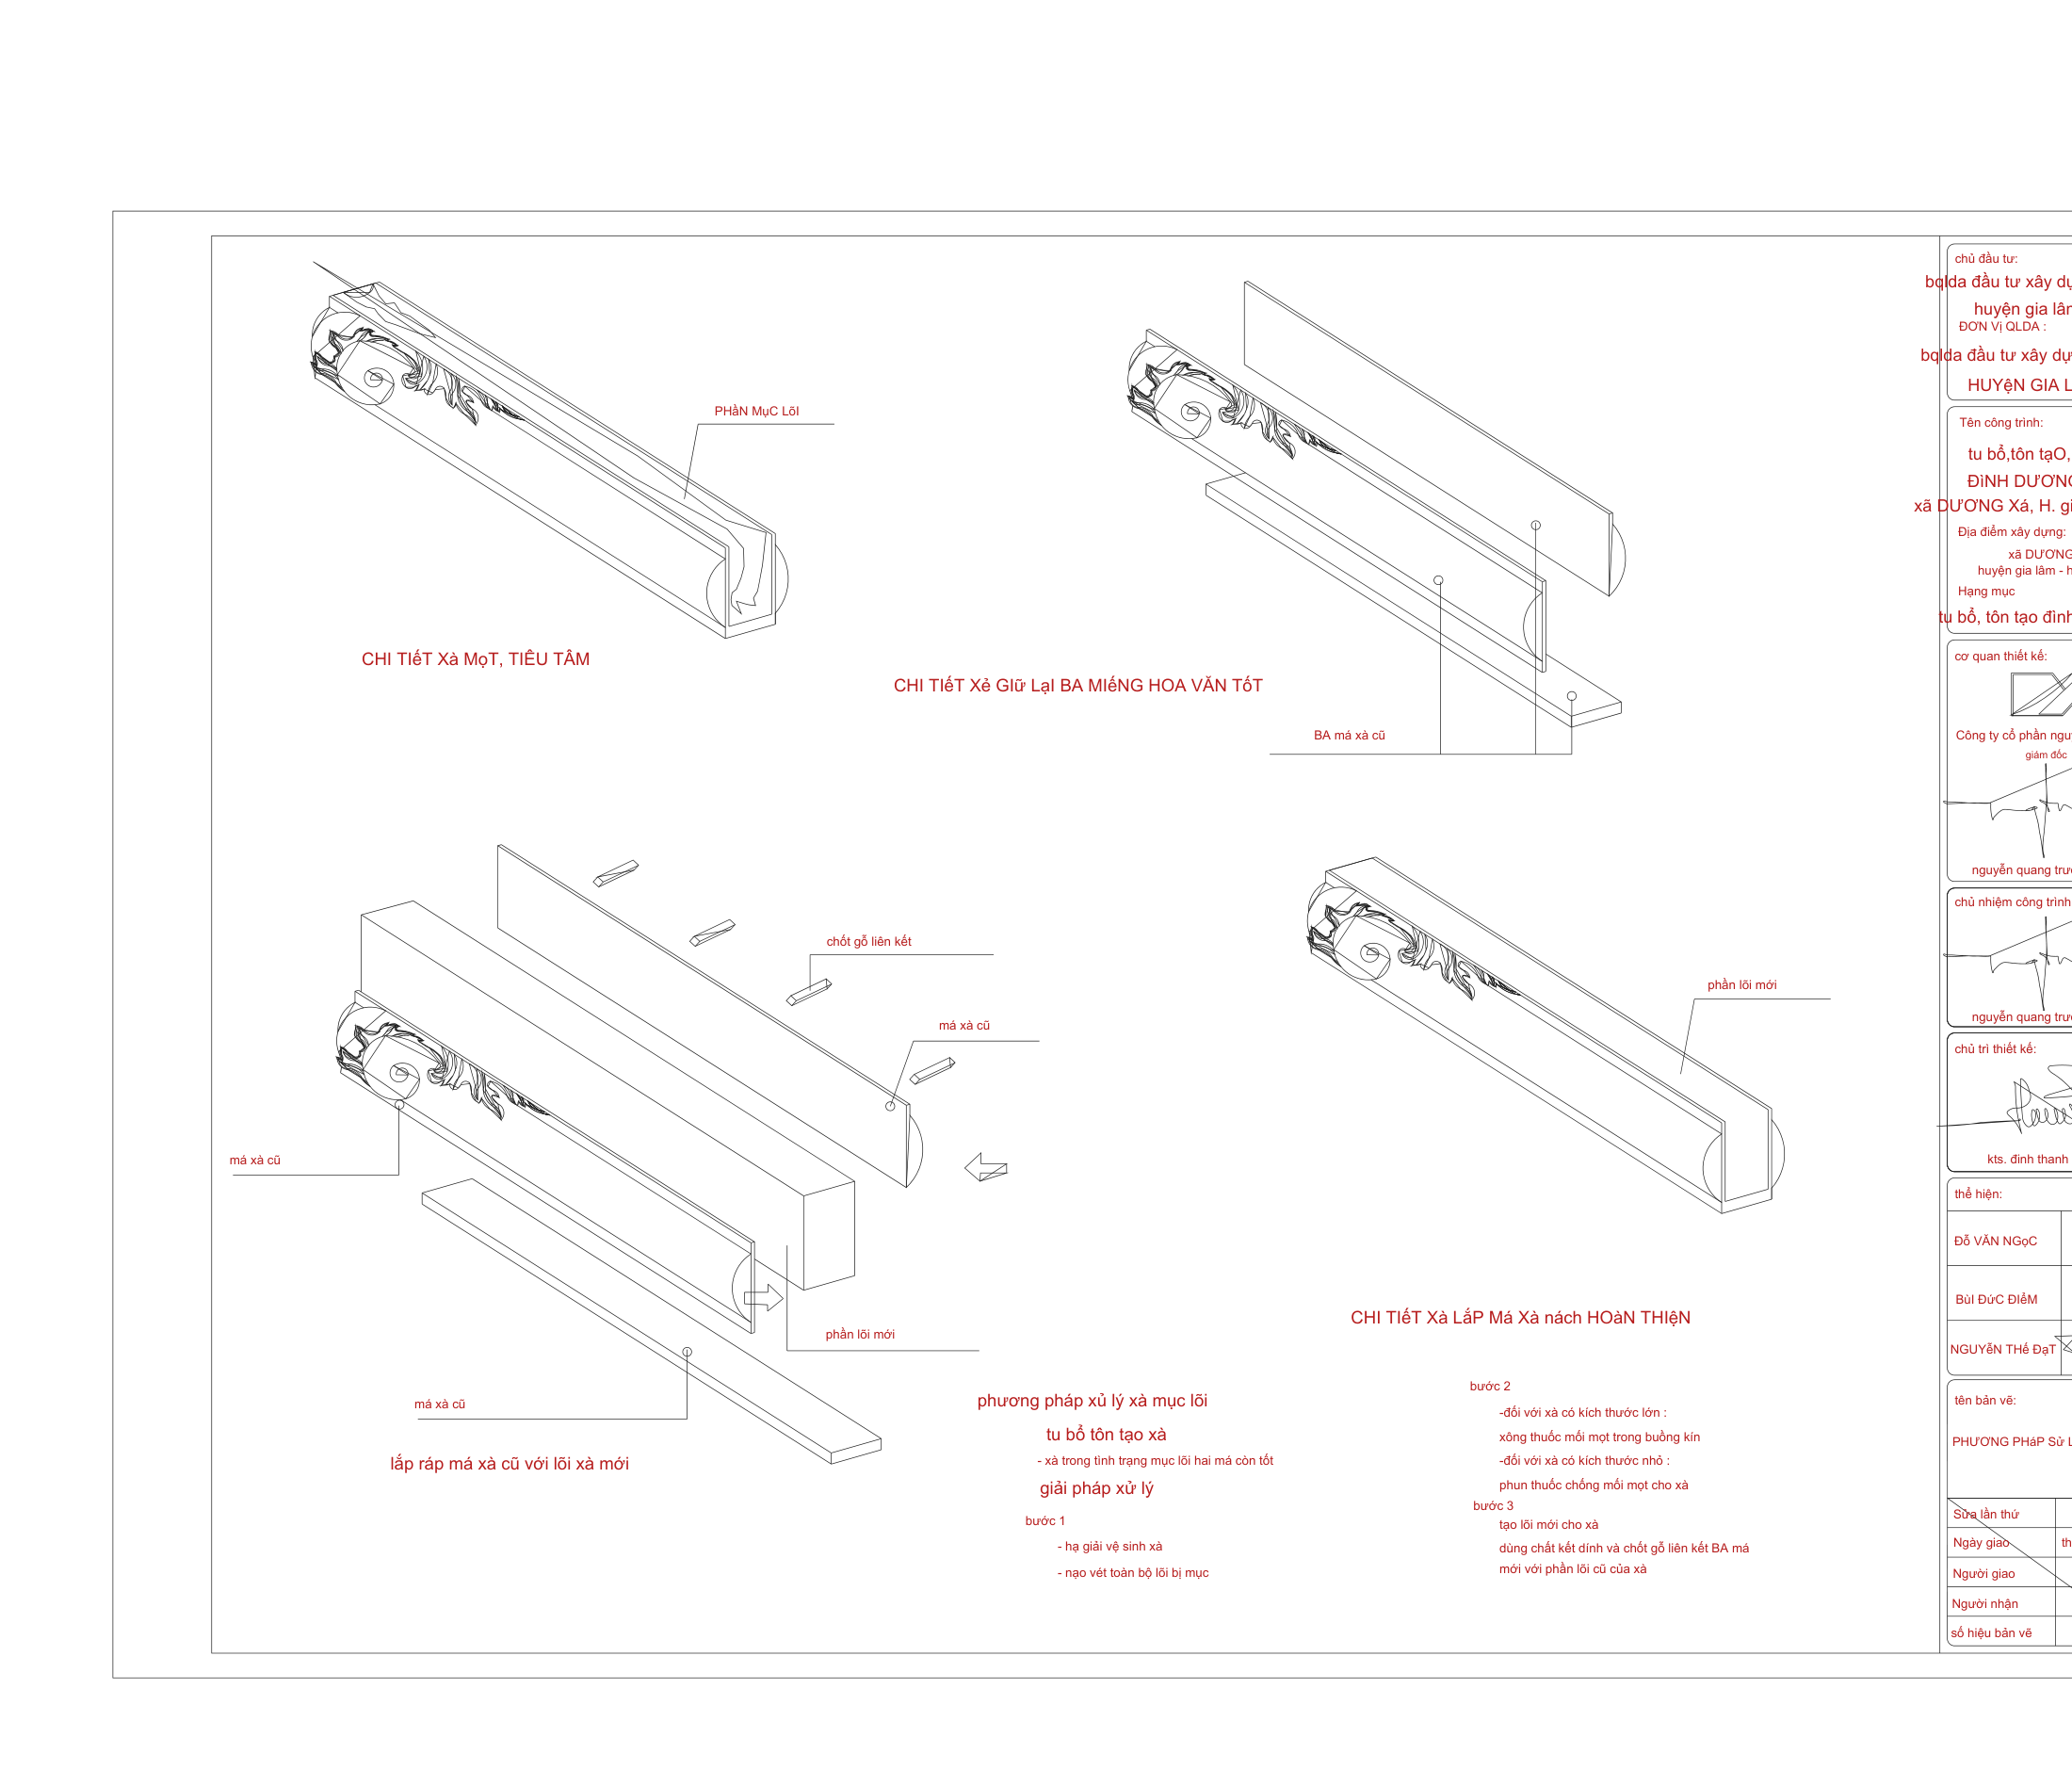 PHầN MụC LõI
CHI TIếT Xà MọT, TIÊU TÂM
CHI TIếT Xẻ GIữ LạI BA MIếNG HOA VĂN TốT
BA má xà cũ
chốt gỗ liên kết
má xà cũ
má xà cũ
phần lõi mới
má xà cũ
lắp ráp má xà cũ với lõi xà mới
phần lõi mới
CHI TIếT Xà LắP Má Xà nách HOàN THIệN
phương pháp xủ lý xà mục lõi
tu bổ tôn tạo xà
- xà trong tình trạng mục lõi hai má còn tốt
giải pháp xử lý
bước 1
- hạ giải vệ sinh xà
- nạo vét toàn bộ lõi bị mục
bước 2
-đối với xà có kích thước lớn :
xông thuốc mối mọt trong buồng kín
-đối với xà có kích thước nhỏ :
phun thuốc chống mối mọt cho xà
bước 3
tạo lõi mới cho xà
dùng chất kết dính và chốt gỗ liên kết BA má
mới với phần lõi cũ của xà
chủ đầu tư:
bqlda đầu tư xây
huyện gia
ĐƠN Vị QLDA :
bqlda đầu tư xây
HUYệN GIA
Tên công trình:
tu bổ,tôn tạO,
ĐìNH
xã DƯƠNG Xá, H.
Địa điểm xây dựng:
xã DƯƠNG
huyện gia lâm -
Hạng mục
tu bổ, tôn tạo đình
cơ quan thiết kế:
Công ty cổ phần
giám đốc
nguyễn quang
chủ nhiệm công trình
nguyễn quang
chủ trì thiết kế:
kts. đinh thanh
thể hiện:
Đỗ VĂN NGọC
BùI ĐứC ĐIểM
NGUYễN THế ĐạT
tên bản vẽ:
PHƯƠNG PHáP Sử
Sửa lần thứ
Ngày giao
Người giao
Người nhận
số hiệu bản vẽ